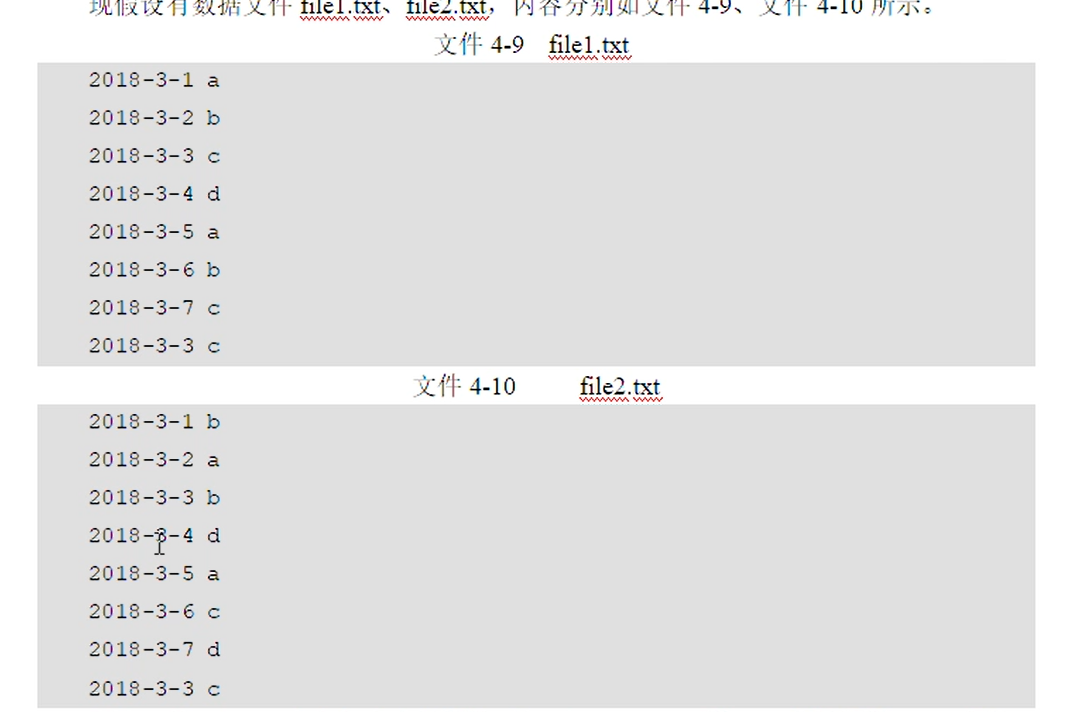 现假设有数据文件 file1.txt、file2.txt，内容分别如文件 4-9、文件 4-10 所示。
文件 4-9 file1.txt
2018-3-1 a
2018-3-2 b
2018-3-3 c
2018-3-4 d
2018-3-5 a
2018-3-6 b
2018-3-7 c
2018-3-3 c
文件 4-10 file2.txt
2018-3-1 b
2018-3-2 a
2018-3-3 b
2018-3-4 d
2018-3-5 a
2018-3-6 c
2018-3-7 d
2018-3-3 c